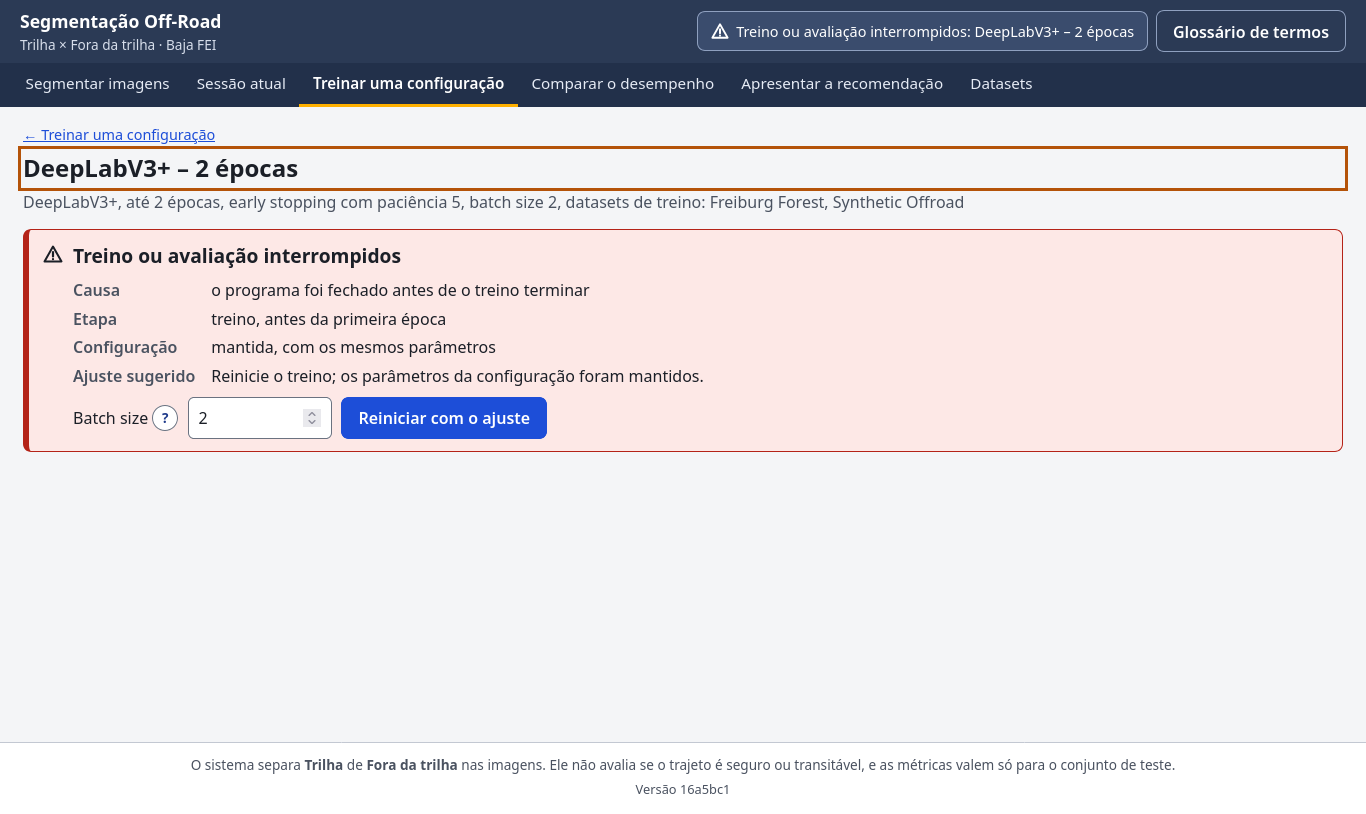 Segmentação Off-Road
Trilha × Fora da trilha · Baja FEI
Treino ou avaliação interrompidos: DeepLabV3+ – 2 épocas
Glossário de termos
Segmentar imagens
Sessão atual
Treinar uma configuração
Comparar o desempenho
Apresentar a recomendação
Datasets
← Treinar uma configuração
DeepLabV3+ – 2 épocas
DeepLabV3+, até 2 épocas, early stopping com paciência 5, batch size 2, datasets de treino: Freiburg Forest, Synthetic Offroad
Treino ou avaliação interrompidos
Causa o programa foi fechado antes de o treino terminar
Etapa treino, antes da primeira época
Configuração mantida, com os mesmos parâmetros
Ajuste sugerido Reinicie o treino; os parâmetros da configuração foram mantidos.
Batch size ? 2 Reiniciar com o ajuste
O sistema separa Trilha de Fora da trilha nas imagens. Ele não avalia se o trajeto é seguro ou transitável, e as métricas valem só para o conjunto de teste.
Versão 16a5bc1